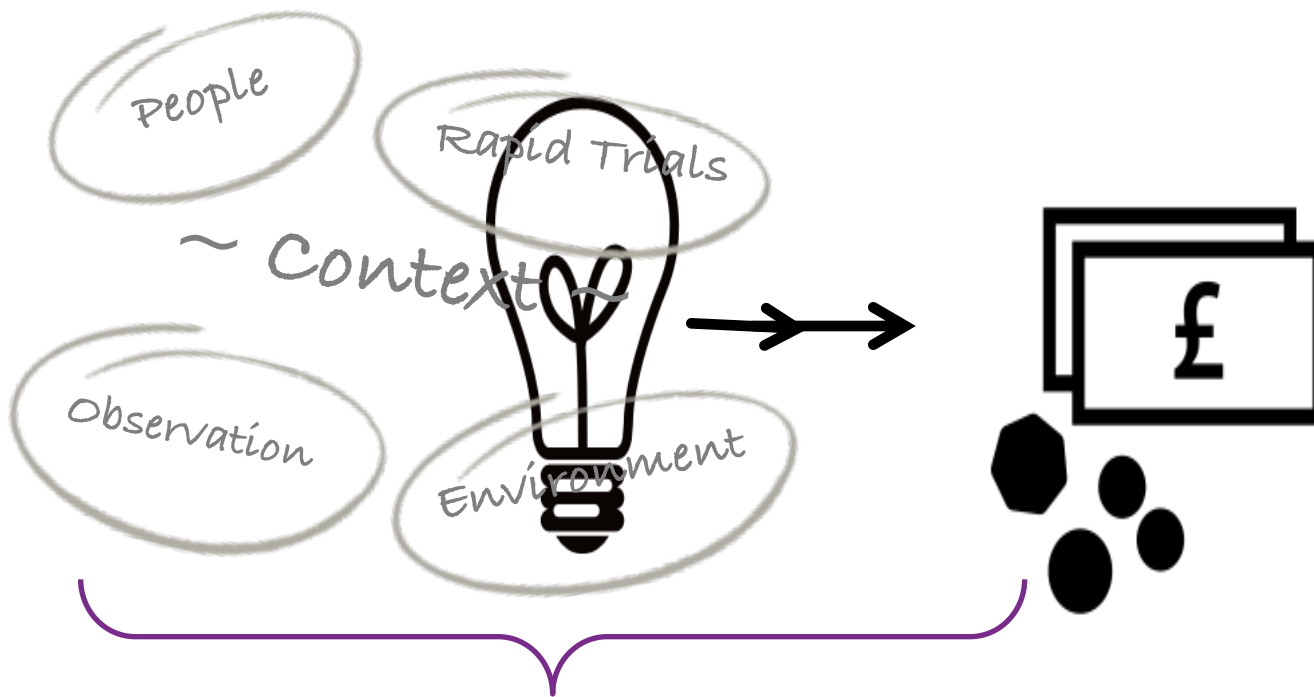 People
Rapid Trials
~ Context ~
£
Observation
Environment